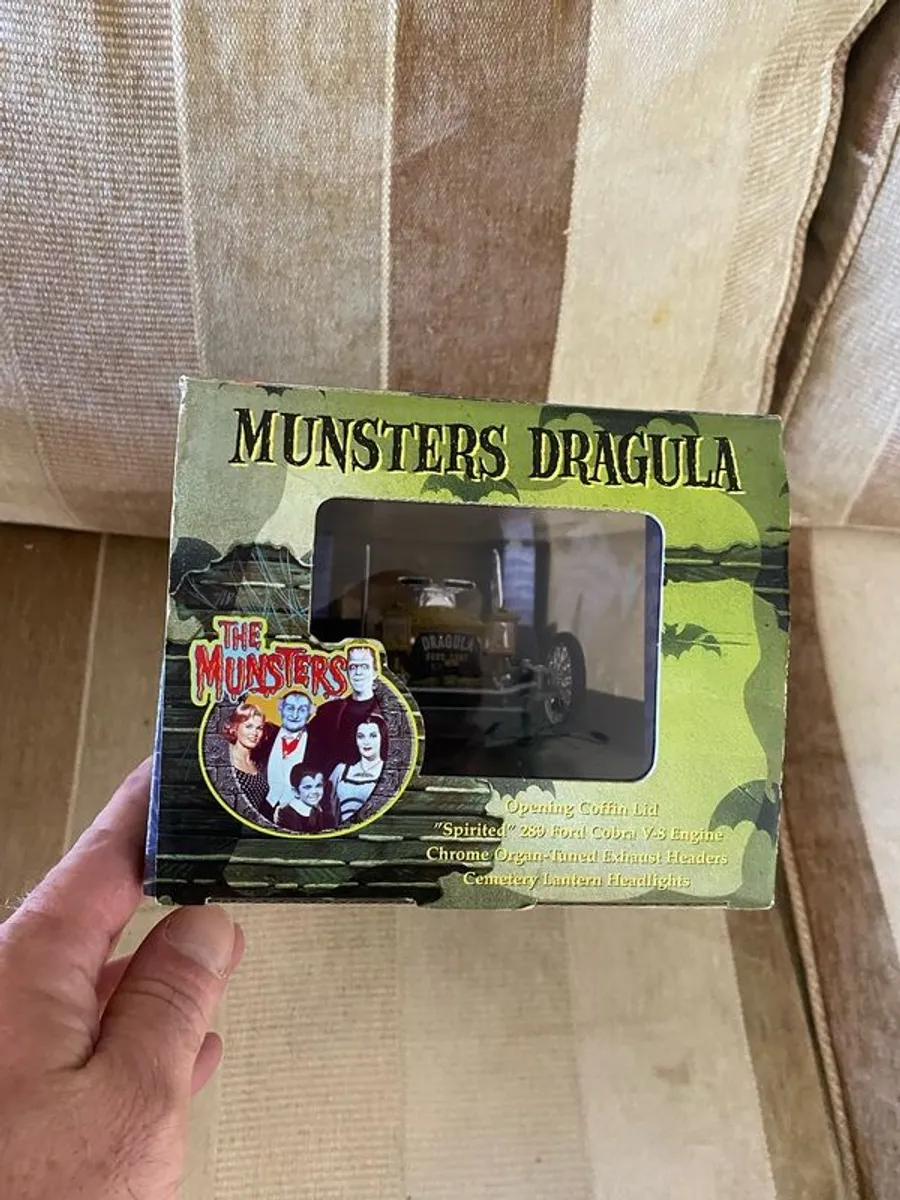 MUNSTERS DRAGULA
DRAGULA
THE
MUNSTERS
Opening Coffin Lid
"Spirited" 289 Ford Cobra V-8 Engine
Chrome Organ-Tuned Exhaust Headers
Cemetery Lantern Headlights